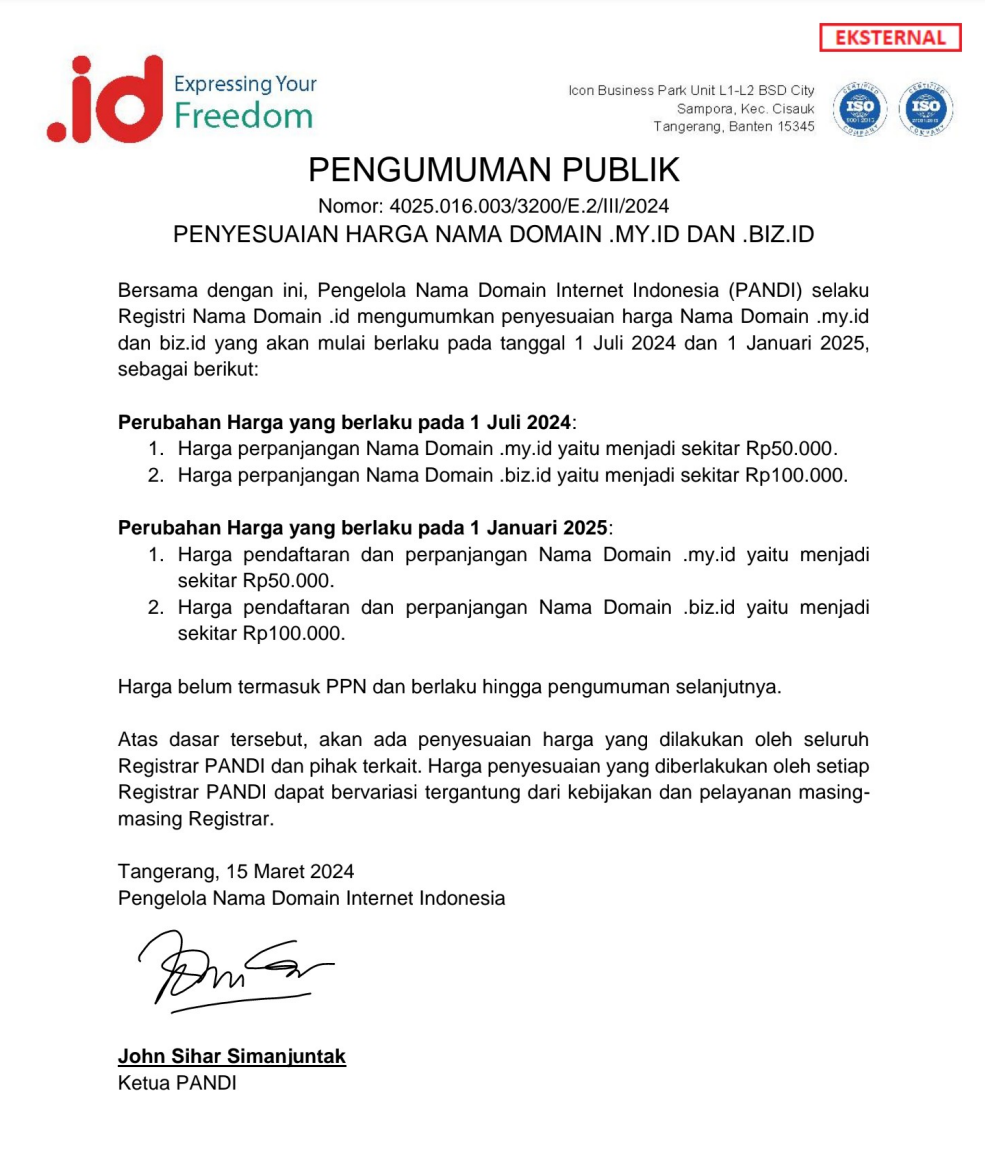 EKSTERNAL
.id Expressing Your
Freedom
Icon Business Park Unit L1-L2 BSD City
Sampora, Kec. Cisauk
Tangerang, Banten 15345
CERTIFIED
ISO
9001:2015
COMPANY
CERTIFIED
ISO
COMPANY
PENGUMUMAN PUBLIK
Nomor: 4025.016.003/3200/E.2/III/2024
PENYESUAIAN HARGA NAMA DOMAIN .MY.ID DAN .BIZ.ID
Bersama dengan ini, Pengelola Nama Domain Internet Indonesia (PANDI) selaku
Registri Nama Domain .id mengumumkan penyesuaian harga Nama Domain .my.id
dan biz.id yang akan mulai berlaku pada tanggal 1 Juli 2024 dan 1 Januari 2025,
sebagai berikut:
Perubahan Harga yang berlaku pada 1 Juli 2024:
1. Harga perpanjangan Nama Domain .my.id yaitu menjadi sekitar Rp50.000.
2. Harga perpanjangan Nama Domain .biz.id yaitu menjadi sekitar Rp100.000.
Perubahan Harga yang berlaku pada 1 Januari 2025:
1. Harga pendaftaran dan perpanjangan Nama Domain .my.id yaitu menjadi
sekitar Rp50.000.
2. Harga pendaftaran dan perpanjangan Nama Domain .biz.id yaitu menjadi
sekitar Rp100.000.
Harga belum termasuk PPN dan berlaku hingga pengumuman selanjutnya.
Atas dasar tersebut, akan ada penyesuaian harga yang dilakukan oleh seluruh
Registrar PANDI dan pihak terkait. Harga penyesuaian yang diberlakukan oleh setiap
Registrar PANDI dapat bervariasi tergantung dari kebijakan dan pelayanan masing-
masing Registrar.
Tangerang, 15 Maret 2024
Pengelola Nama Domain Internet Indonesia
John Sihar Simanjuntak
Ketua PANDI